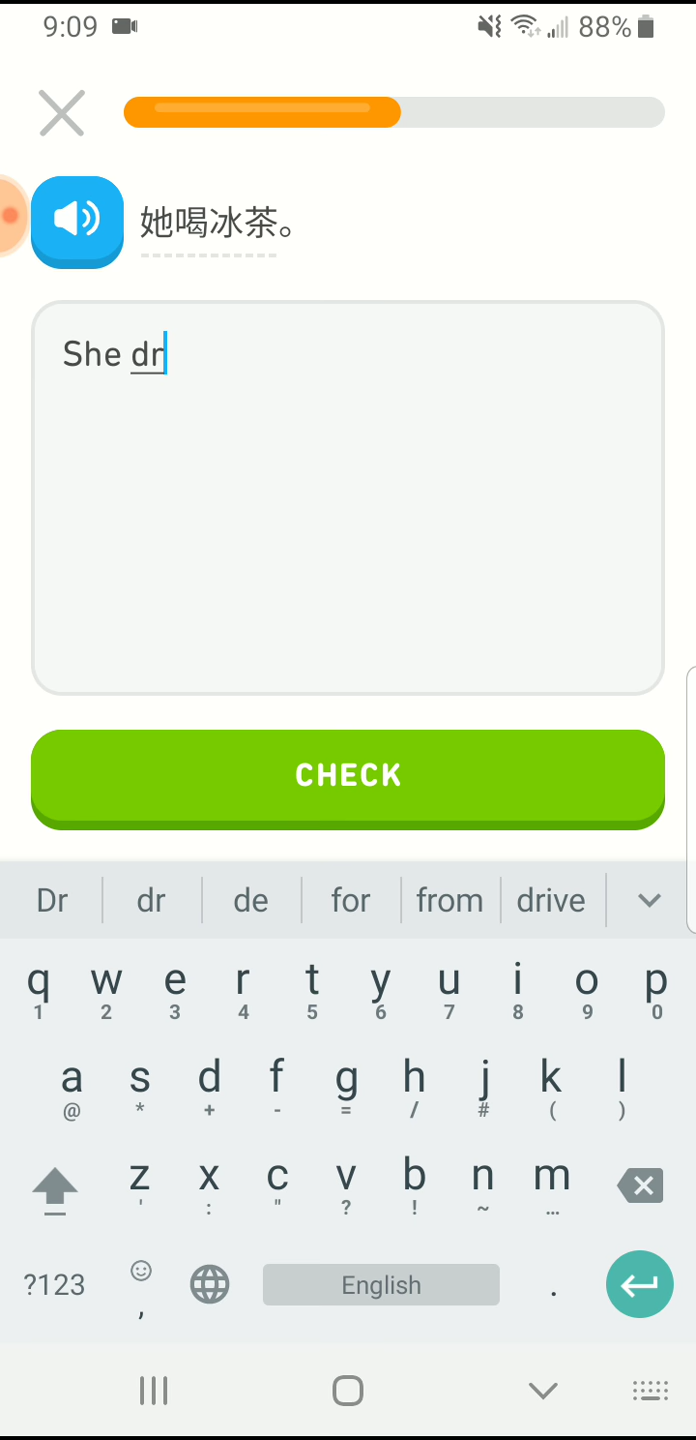 9:09 88%
她喝冰茶。
She dr
CHECK
Dr dr de for from drive
q w e r t y u i o p
1 2 3 4 5 6 7 8 9 0
a s d f g h j k l
@ * + - = / # ( )
z x c v b n m
' : " ? ! ~ …
?123 , English .